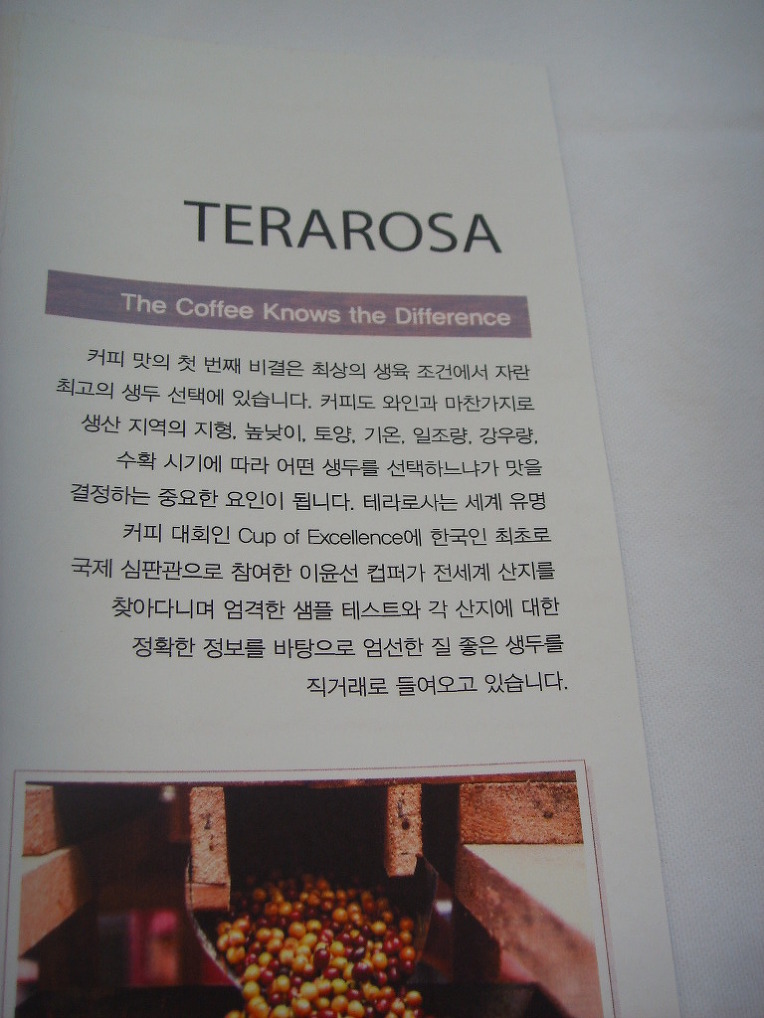 TERAROSA
The Coffee Knows the Difference
커피 맛의 첫 번째 비결은 최상의 생육 조건에서 자란
최고의 생두 선택에 있습니다. 커피도 와인과 마찬가지로
생산 지역의 지형, 높낮이, 토양, 기온, 일조량, 강우량,
수확 시기에 따라 어떤 생두를 선택하느냐가 맛을
결정하는 중요한 요인이 됩니다. 테라로사는 세계 유명
커피 대회인 Cup of Excellence에 한국인 최초로
국제 심판관으로 참여한 이윤선 컵퍼가 전세계 산지를
찾아다니며 엄격한 샘플 테스트와 각 산지에 대한
정확한 정보를 바탕으로 엄선한 질 좋은 생두를
직거래로 들여오고 있습니다.